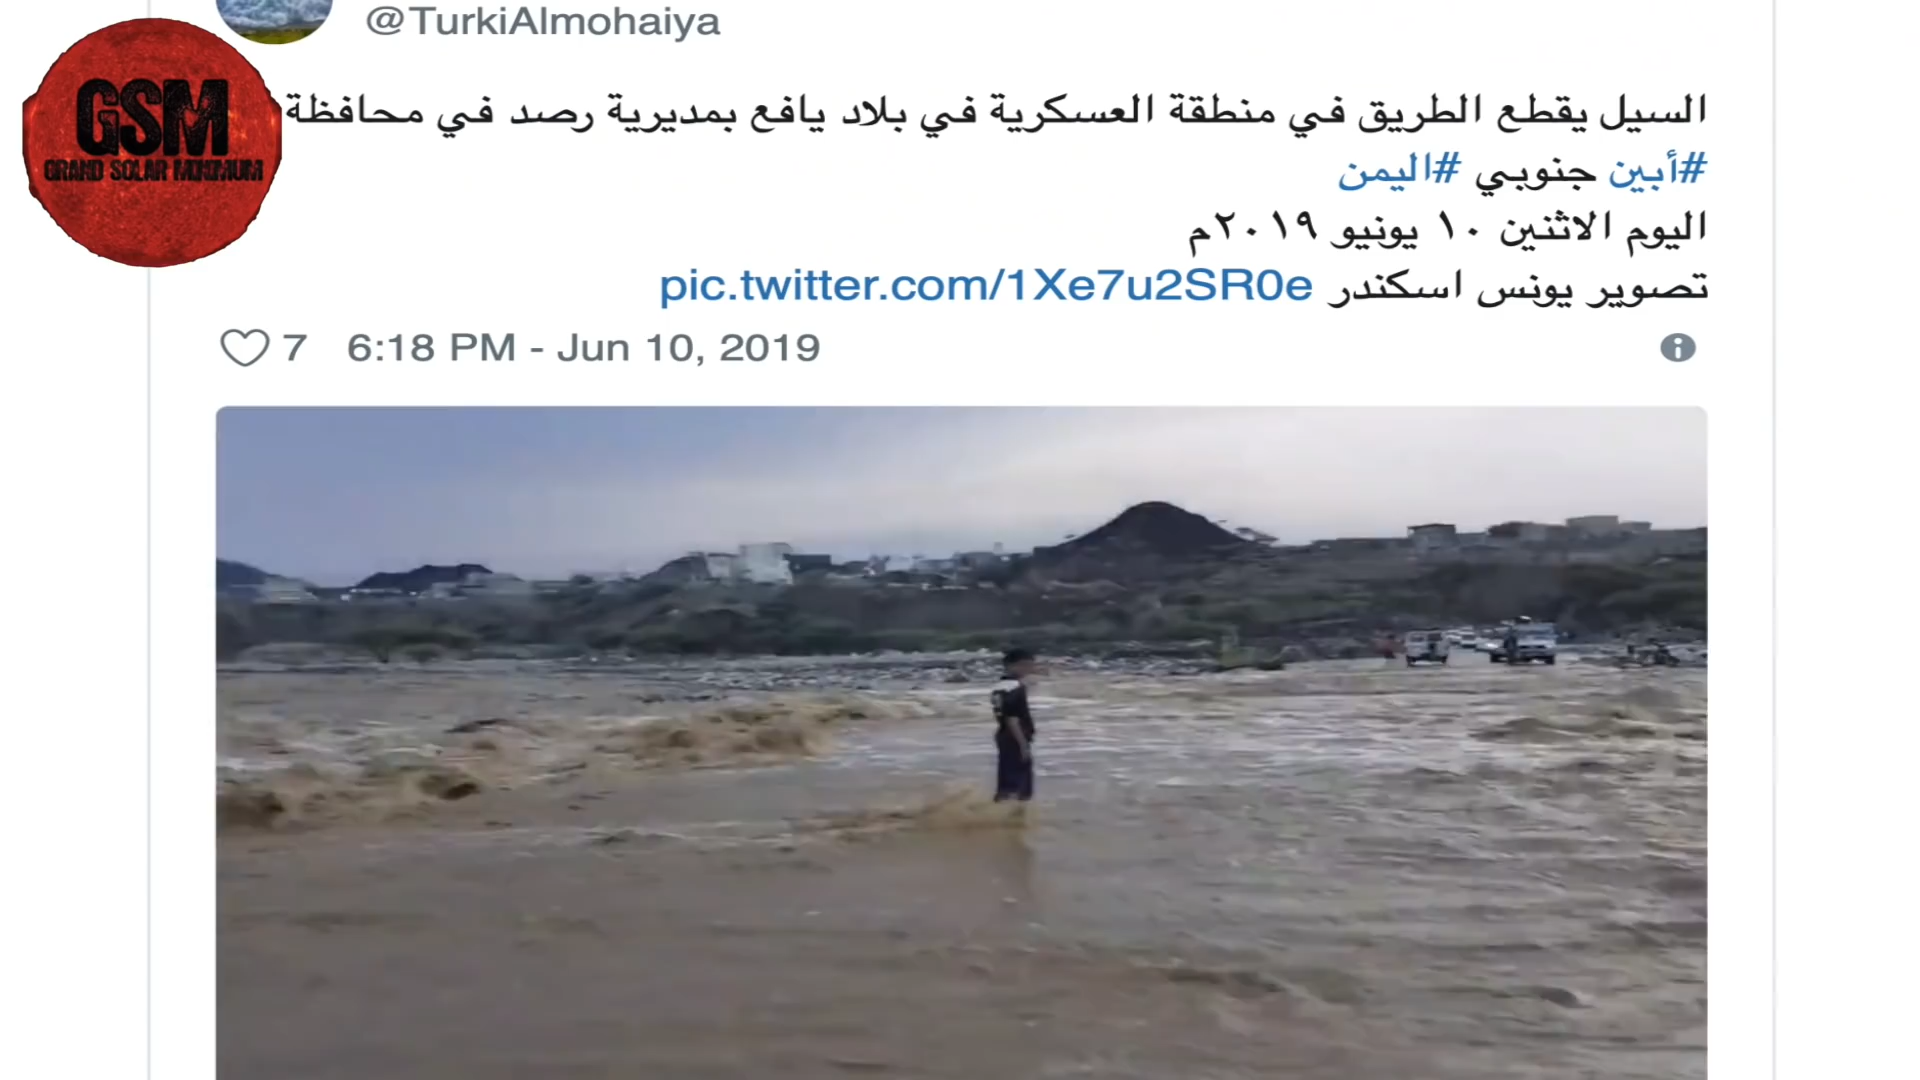 @TurkiAlmohaiya
GSM
GRAND SOLAR MINIMUM
السيل يقطع الطريق في منطقة العسكرية في بلاد يافع بمديرية رصد في محافظة
#أبين جنوبي #اليمن
اليوم الاثنين ١٠ يونيو ٢٠١٩م
تصوير يونس اسكندر pic.twitter.com/1Xe7u2SR0e
7 6:18 PM - Jun 10, 2019